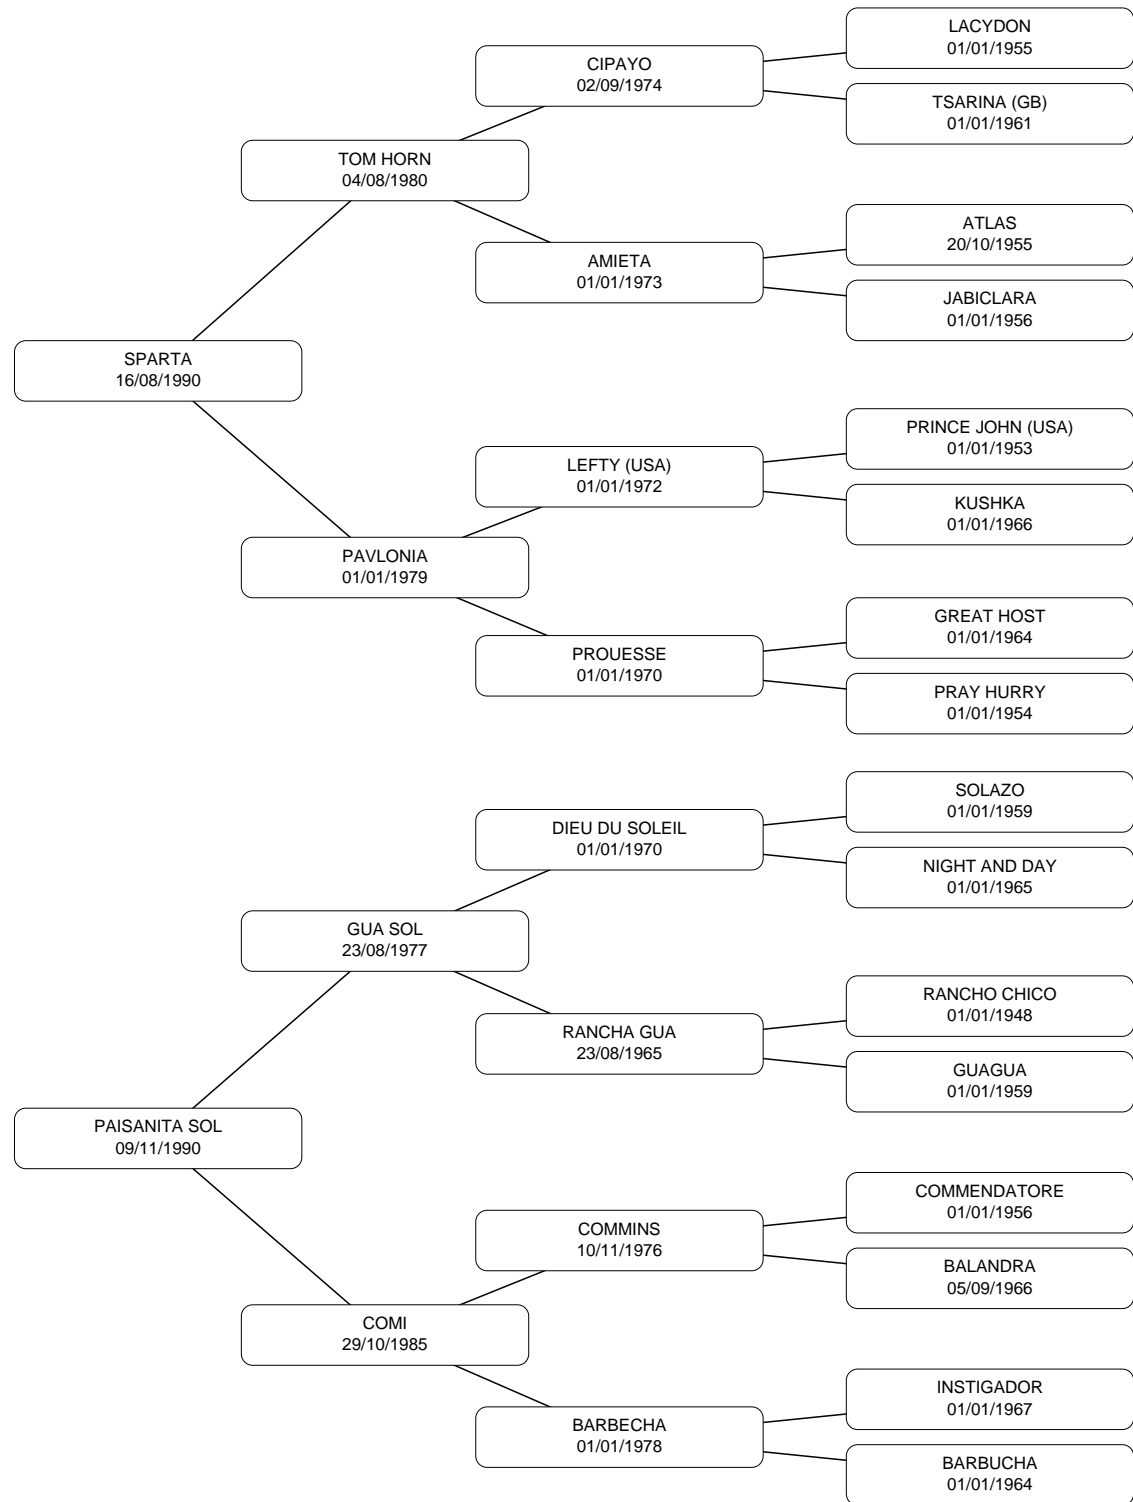 LACYDON
01/01/1955
CIPAYO
02/09/1974
TSARINA (GB)
01/01/1961
TOM HORN
04/08/1980
ATLAS
20/10/1955
AMIETA
01/01/1973
JABICLARA
01/01/1956
SPARTA
16/08/1990
PRINCE JOHN (USA)
01/01/1953
LEFTY (USA)
01/01/1972
KUSHKA
01/01/1966
PAVLONIA
01/01/1979
GREAT HOST
01/01/1964
PROUESSE
01/01/1970
PRAY HURRY
01/01/1954
SOLAZO
01/01/1959
DIEU DU SOLEIL
01/01/1970
NIGHT AND DAY
01/01/1965
GUA SOL
23/08/1977
RANCHO CHICO
01/01/1948
RANCHA GUA
23/08/1965
GUAGUA
01/01/1959
PAISANITA SOL
09/11/1990
COMMENDATORE
01/01/1956
COMMINS
10/11/1976
BALANDRA
05/09/1966
COMI
29/10/1985
INSTIGADOR
01/01/1967
BARBECHA
01/01/1978
BARBUCHA
01/01/1964